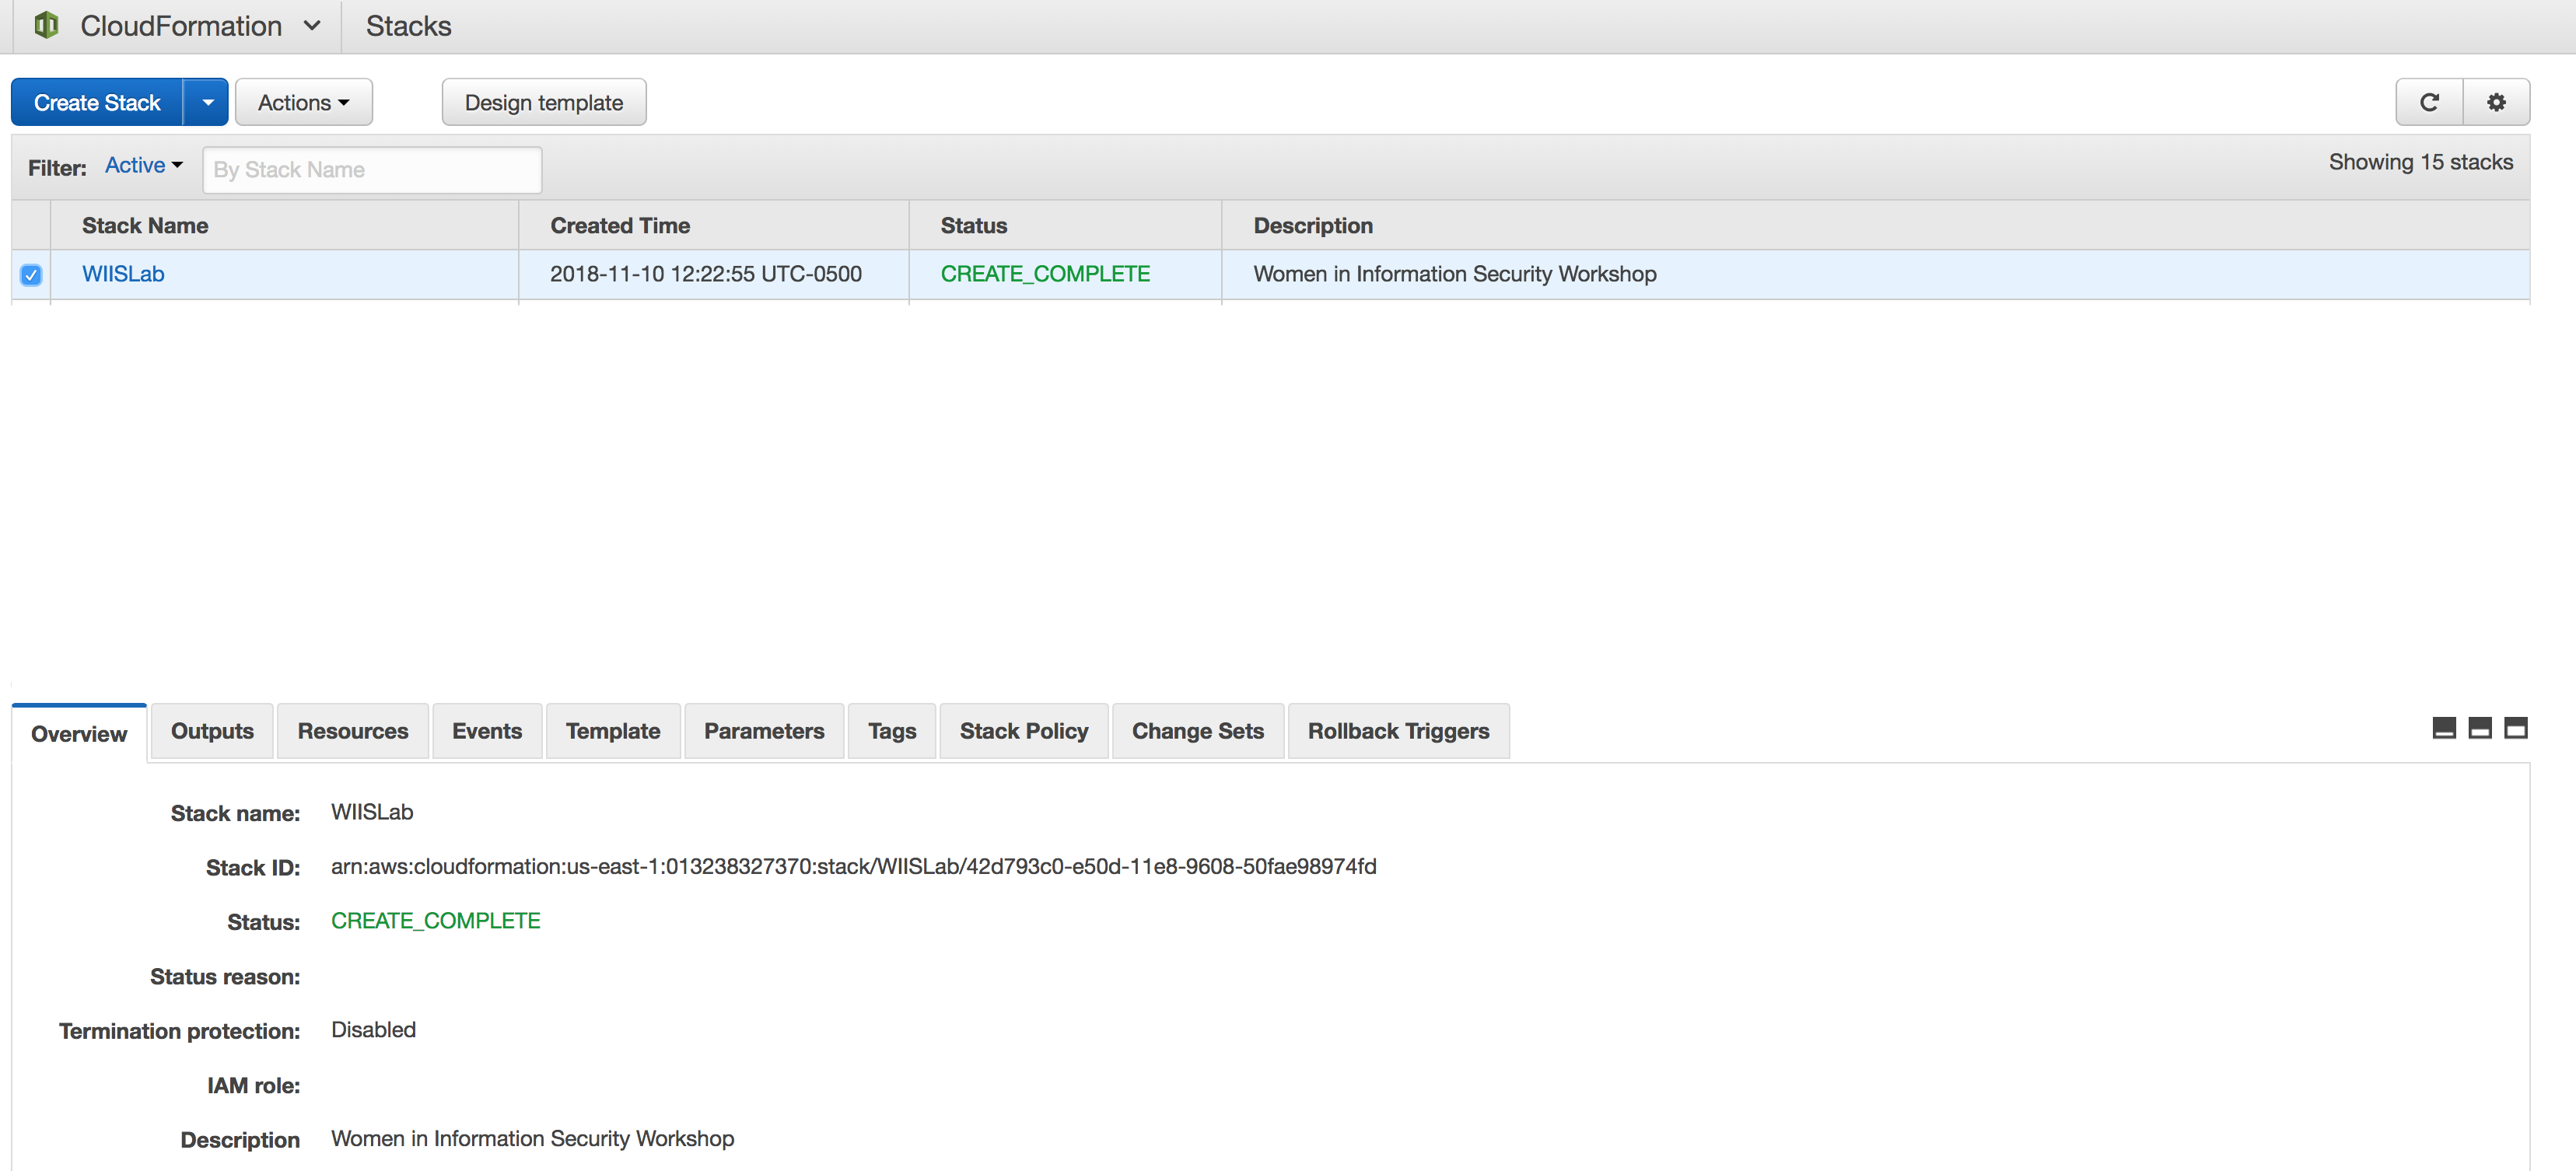 CloudFormation Stacks
Create Stack Actions Design template
Filter: Active By Stack Name Showing 15 stacks
Stack Name Created Time Status Description
WIISLab 2018-11-10 12:22:55 UTC-0500 CREATE_COMPLETE Women in Information Security Workshop
Overview Outputs Resources Events Template Parameters Tags Stack Policy Change Sets Rollback Triggers
Stack name: WIISLab
Stack ID: arn:aws:cloudformation:us-east-1:013238327370:stack/WIISLab/42d793c0-e50d-11e8-9608-50fae98974fd
Status: CREATE_COMPLETE
Status reason:
Termination protection: Disabled
IAM role:
Description Women in Information Security Workshop